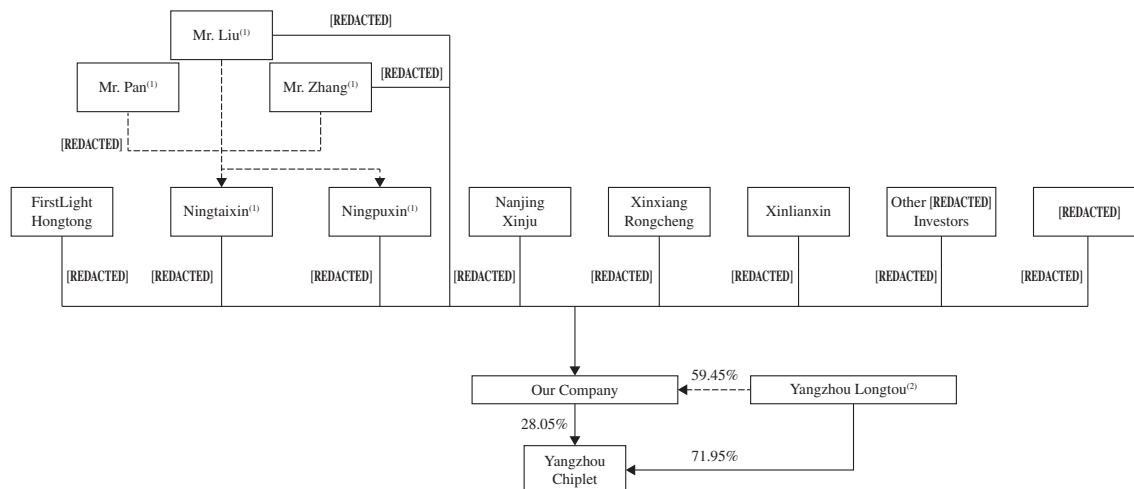 [REDACTED]
Mr. Liu(1)
Mr. Pan(1)
Mr. Zhang(1)
[REDACTED]
[REDACTED]
FirstLight
Hongtong
Ningtaixin(1)
Ningpuxin(1)
Nanjing
Xinju
Xinxiang
Rongcheng
Xinlianxin
Other [REDACTED]
Investors
[REDACTED]
[REDACTED]
[REDACTED]
[REDACTED]
[REDACTED]
[REDACTED]
[REDACTED]
[REDACTED]
[REDACTED]
Our Company
59.45%
Yangzhou Longtou(2)
28.05%
Yangzhou
Chiplet
71.95%